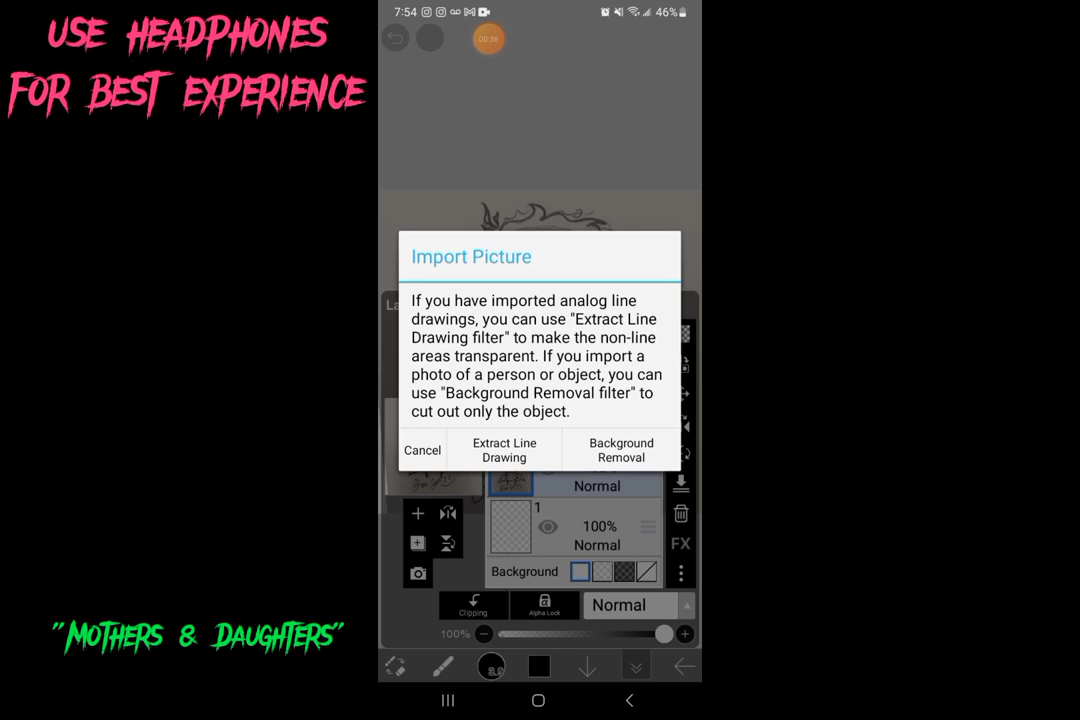 USE HEADPHONES
FOR BEST EXPERIENCE
7:54
46%
00:36
Import Picture
If you have imported analog line
drawings, you can use "Extract Line
Drawing filter" to make the non-line
areas transparent. If you import a
photo of a person or object, you can
use "Background Removal filter" to
cut out only the object.
Cancel
Extract Line
Drawing
Background
Removal
Normal
1
100%
Normal
FX
Background
Clipping
Alpha Lock
Normal
100%
"MOTHERS & DAUGHTERS"